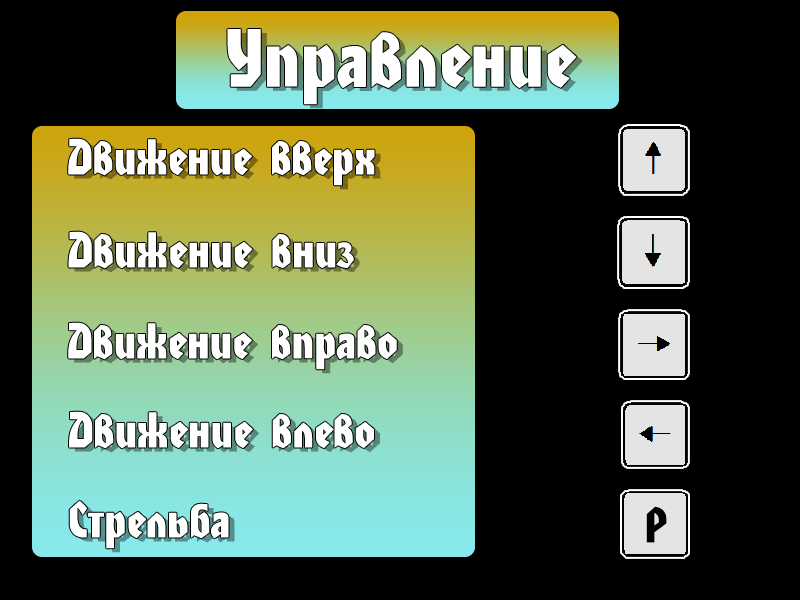 Управление
Движение вверх
Движение вниз
Движение вправо
Движение влево
Стрельба
P